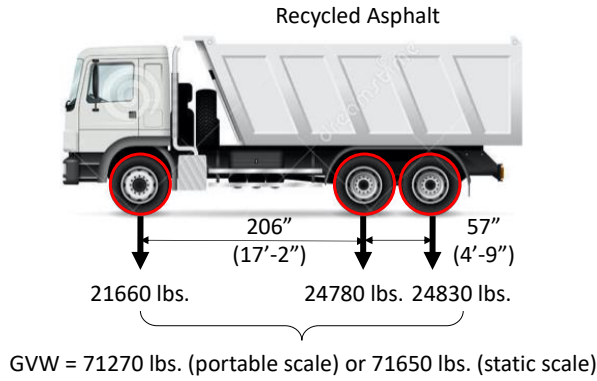 Recycled Asphalt
dreamstime
206” 57”
(17’-2”) (4’-9”)
21660 lbs. 24780 lbs. 24830 lbs.
GVW = 71270 lbs. (portable scale) or 71650 lbs. (static scale)